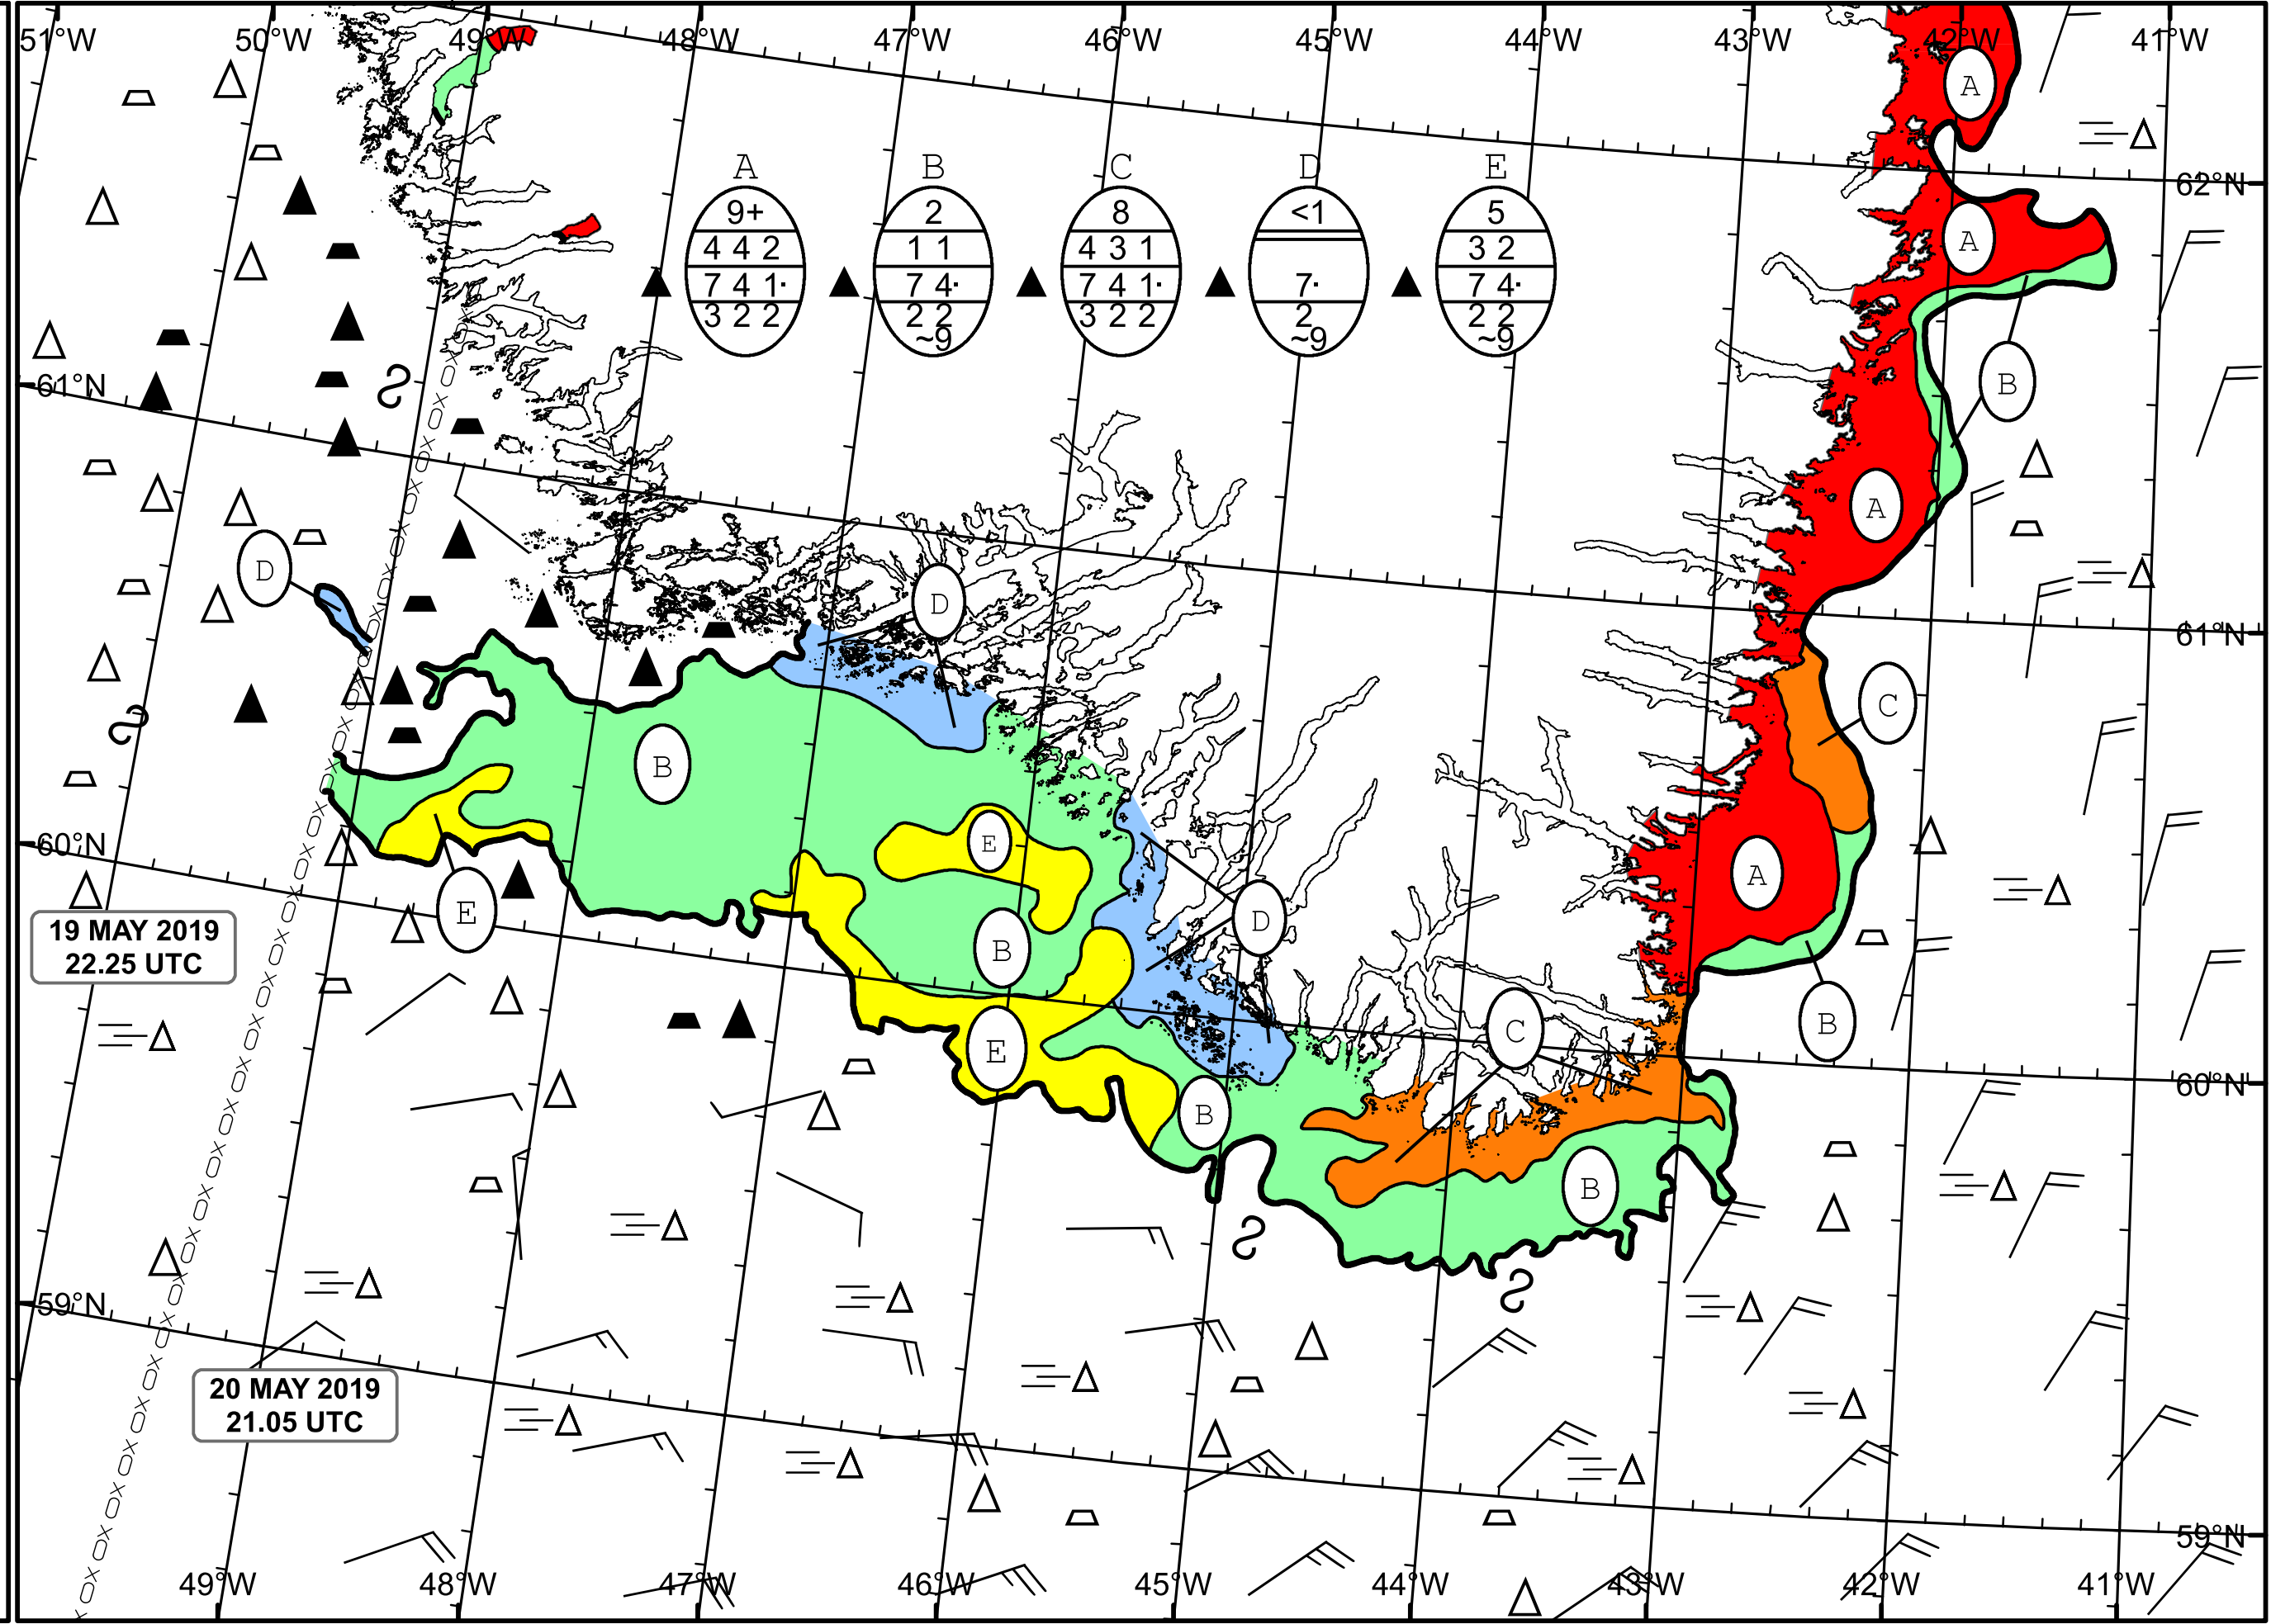 51°W 50°W 49°W 48°W 47°W 46°W 45°W 44°W 43°W 42°W 41°W
A
62°N
A B C D E
9+ 2 8 <1 5
4 4 2 1 1 4 3 1 3 2
7 4 1· 7 4· 7 4 1· 7· 7 4·
3 2 2 2 2 3 2 2 2 2 2
~9 ~9 ~9
A
61°N
B
A
D
D
61°N
C
B
60°N
E
A
E
D
19 MAY 2019
22.25 UTC
B
B
C
E
60°N
B
B
59°N
20 MAY 2019
21.05 UTC
59°N
49°W 48°W 47°W 46°W 45°W 44°W 43°W 42°W 41°W